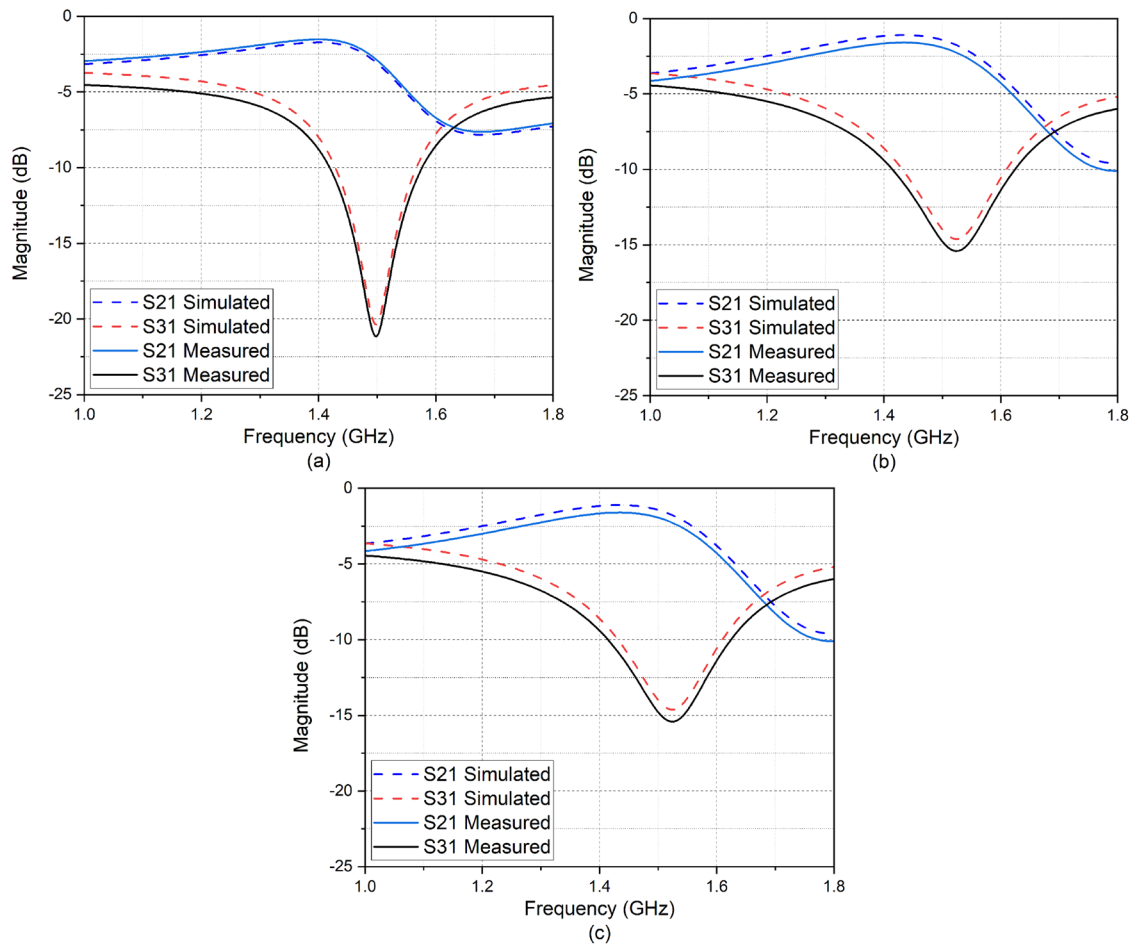 0
-5
-10
-15
-20
-25
Magnitude (dB)
S21 Simulated
S31 Simulated
S21 Measured
S31 Measured
1.0 1.2 1.4 1.6 1.8
Frequency (GHz)
(a)
0
-5
-10
-15
-20
-25
Magnitude (dB)
S21 Simulated
S31 Simulated
S21 Measured
S31 Measured
1.0 1.2 1.4 1.6 1.8
Frequency (GHz)
(b)
0
-5
-10
-15
-20
-25
Magnitude (dB)
S21 Simulated
S31 Simulated
S21 Measured
S31 Measured
1.0 1.2 1.4 1.6 1.8
Frequency (GHz)
(c)